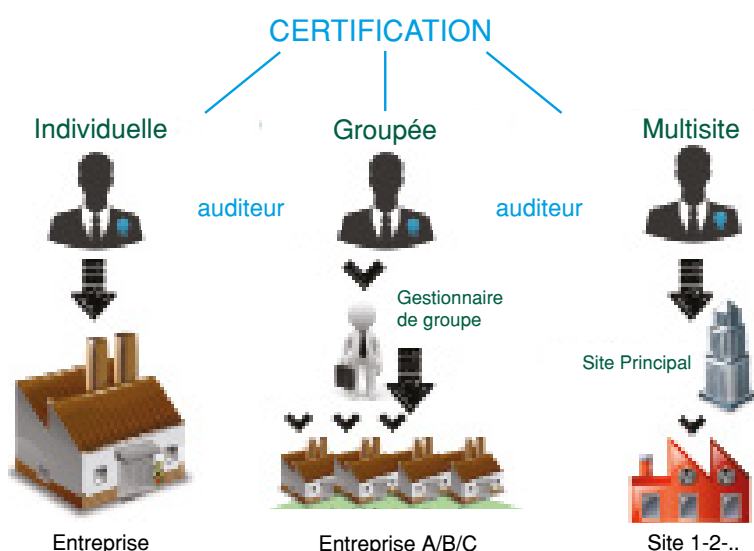 CERTIFICATION
Individuelle
Groupée
Multisite
auditeur
auditeur
Gestionnaire
de groupe
Site Principal
Entreprise
Entreprise A/B/C
Site 1-2-..